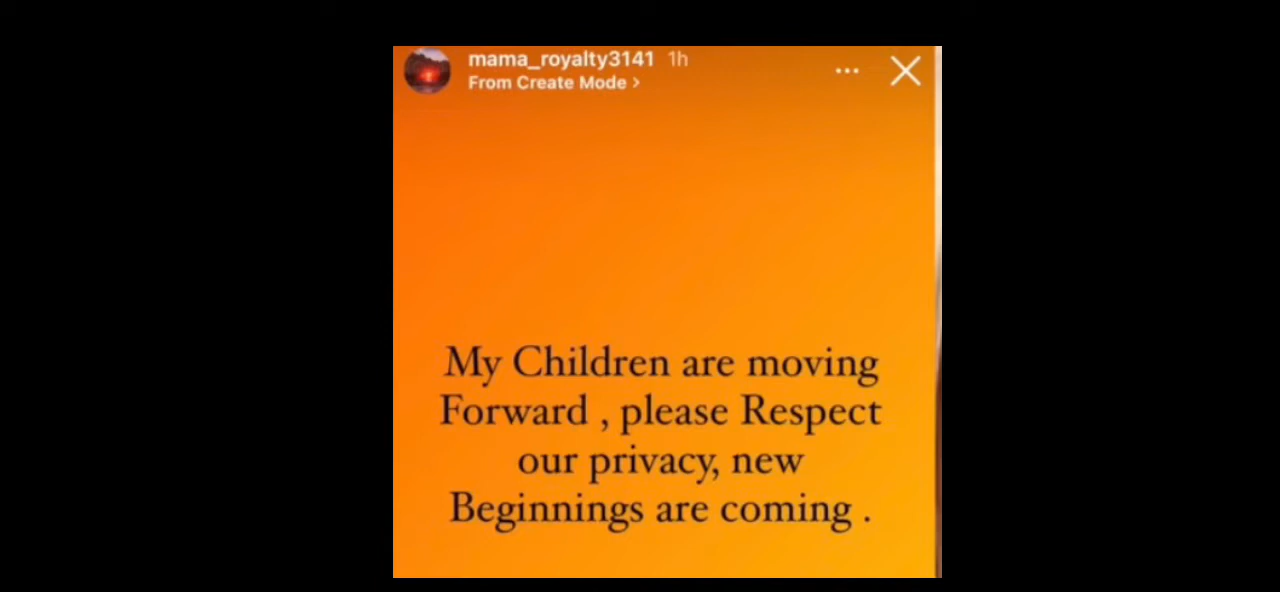 mama_royalty3141 1h
From Create Mode >
My Children are moving
Forward , please Respect
our privacy, new
Beginnings are coming .